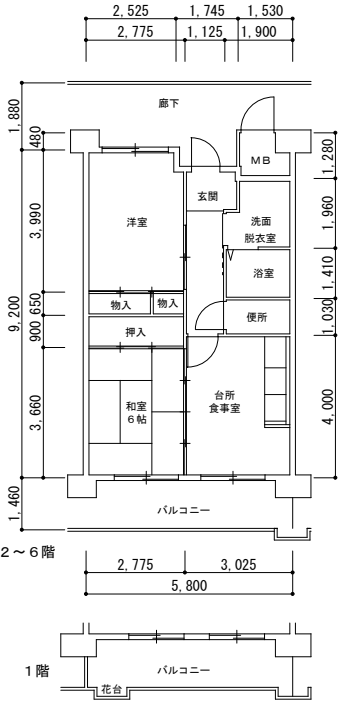 2,525 1,745 1,530
2,775 1,125 1,900
廊下
1,880
480
3,990
650
900
3,660
9,200
1,460
1,280
1,960
1,410
1,030
4,000
MB
玄関
洋室
洗面
脱衣室
浴室
物入 物入
便所
押入
和室
6帖
台所
食事室
バルコニー
2～6階
2,775 3,025
5,800
1階
バルコニー
花台